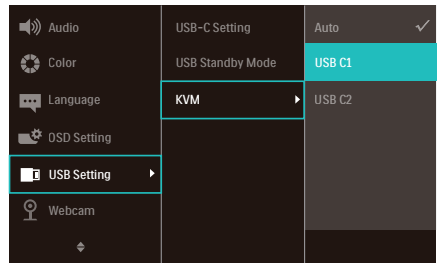 Audio
Color
Language
OSD Setting
USB Setting
Webcam
USB-C Setting
USB Standby Mode
KVM
Auto
USB C1
USB C2